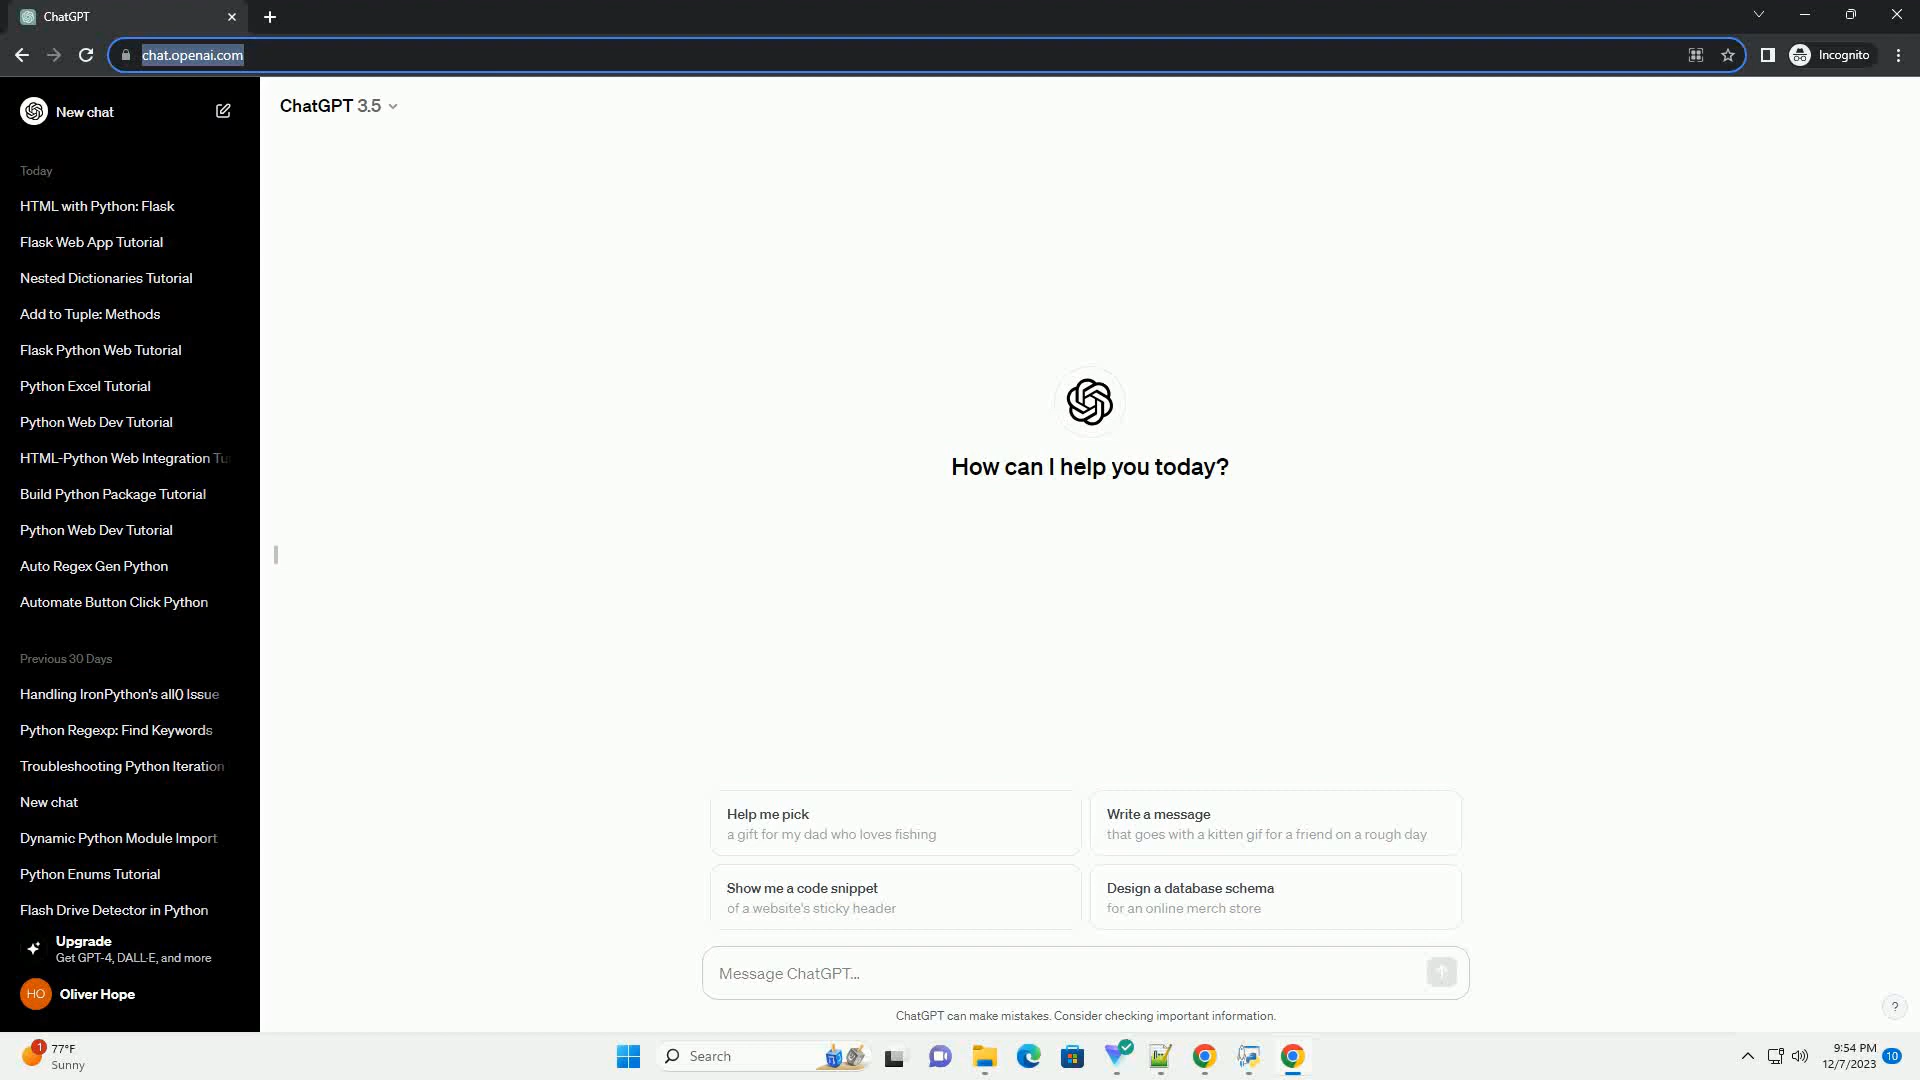 ChatGPT
chat.openai.com
Incognito
New chat
ChatGPT 3.5
Today
HTML with Python: Flask
Flask Web App Tutorial
Nested Dictionaries Tutorial
Add to Tuple: Methods
Flask Python Web Tutorial
Python Excel Tutorial
Python Web Dev Tutorial
HTML-Python Web Integration Tu
Build Python Package Tutorial
Python Web Dev Tutorial
Auto Regex Gen Python
Automate Button Click Python
Previous 30 Days
Handling IronPython's all() Issue
Python Regexp: Find Keywords
Troubleshooting Python Iteration
New chat
Dynamic Python Module Import
Python Enums Tutorial
Flash Drive Detector in Python
Upgrade
Get GPT-4, DALL·E, and more
HO
Oliver Hope
How can I help you today?
Help me pick
a gift for my dad who loves fishing
Write a message
that goes with a kitten gif for a friend on a rough day
Show me a code snippet
of a website's sticky header
Design a database schema
for an online merch store
Message ChatGPT...
ChatGPT can make mistakes. Consider checking important information.
?
1
77°F
Sunny
Search
9:54 PM
12/7/2023
10